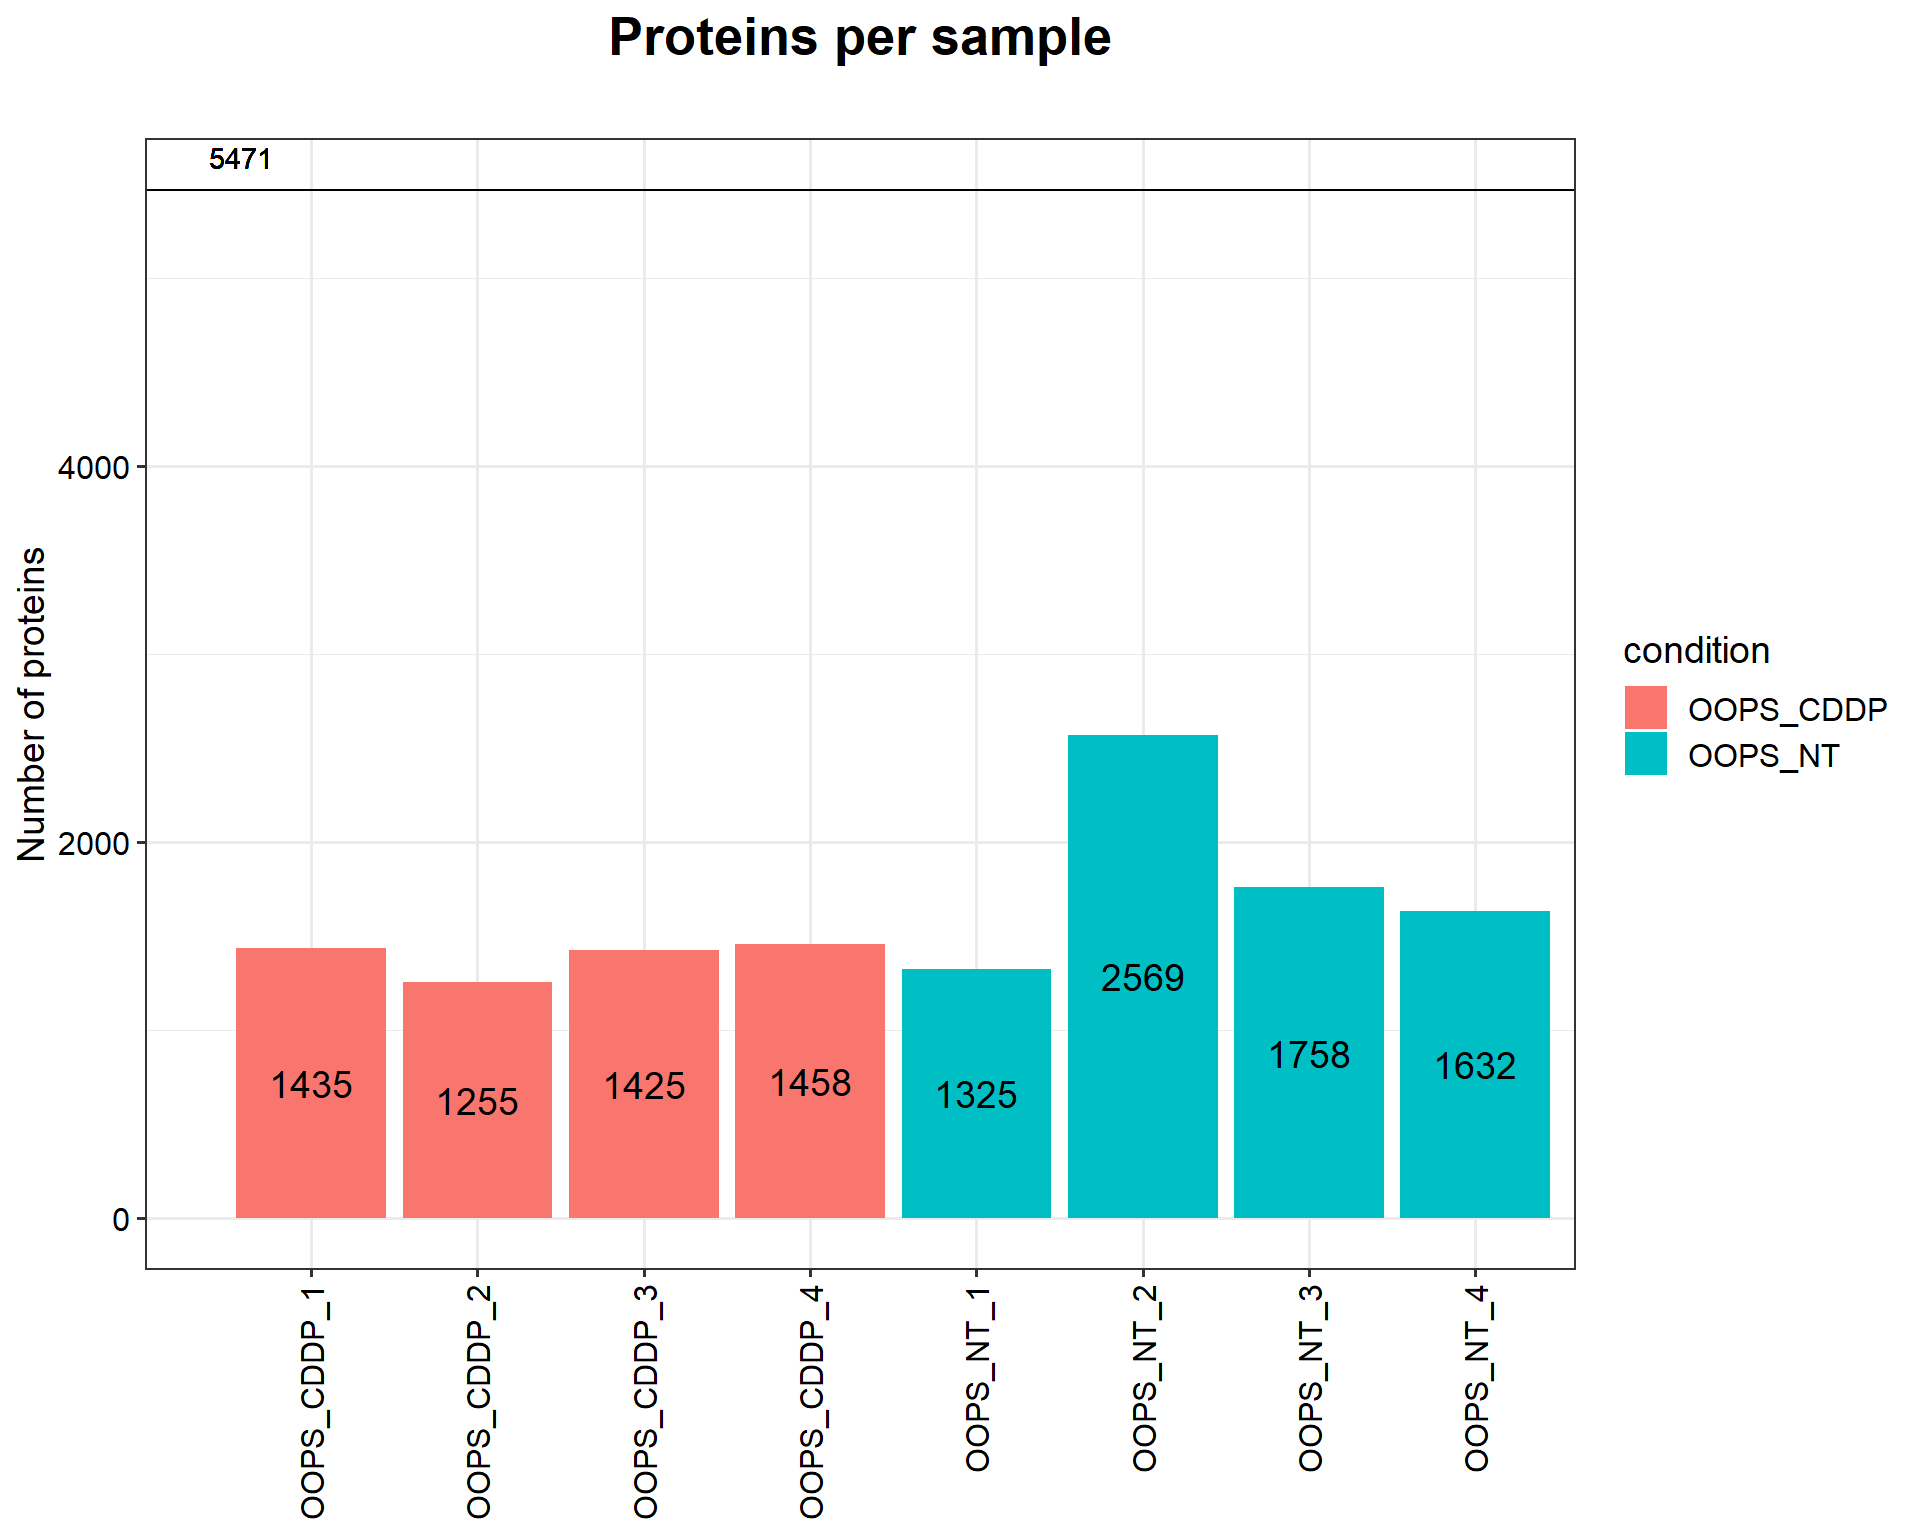 Proteins per sample
5471
4000
2000
0
Number of proteins
1435
1255
1425
1458
1325
2569
1758
1632
OOPS_CDDP_1
OOPS_CDDP_2
OOPS_CDDP_3
OOPS_CDDP_4
OOPS_NT_1
OOPS_NT_2
OOPS_NT_3
OOPS_NT_4
condition
OOPS_CDDP
OOPS_NT